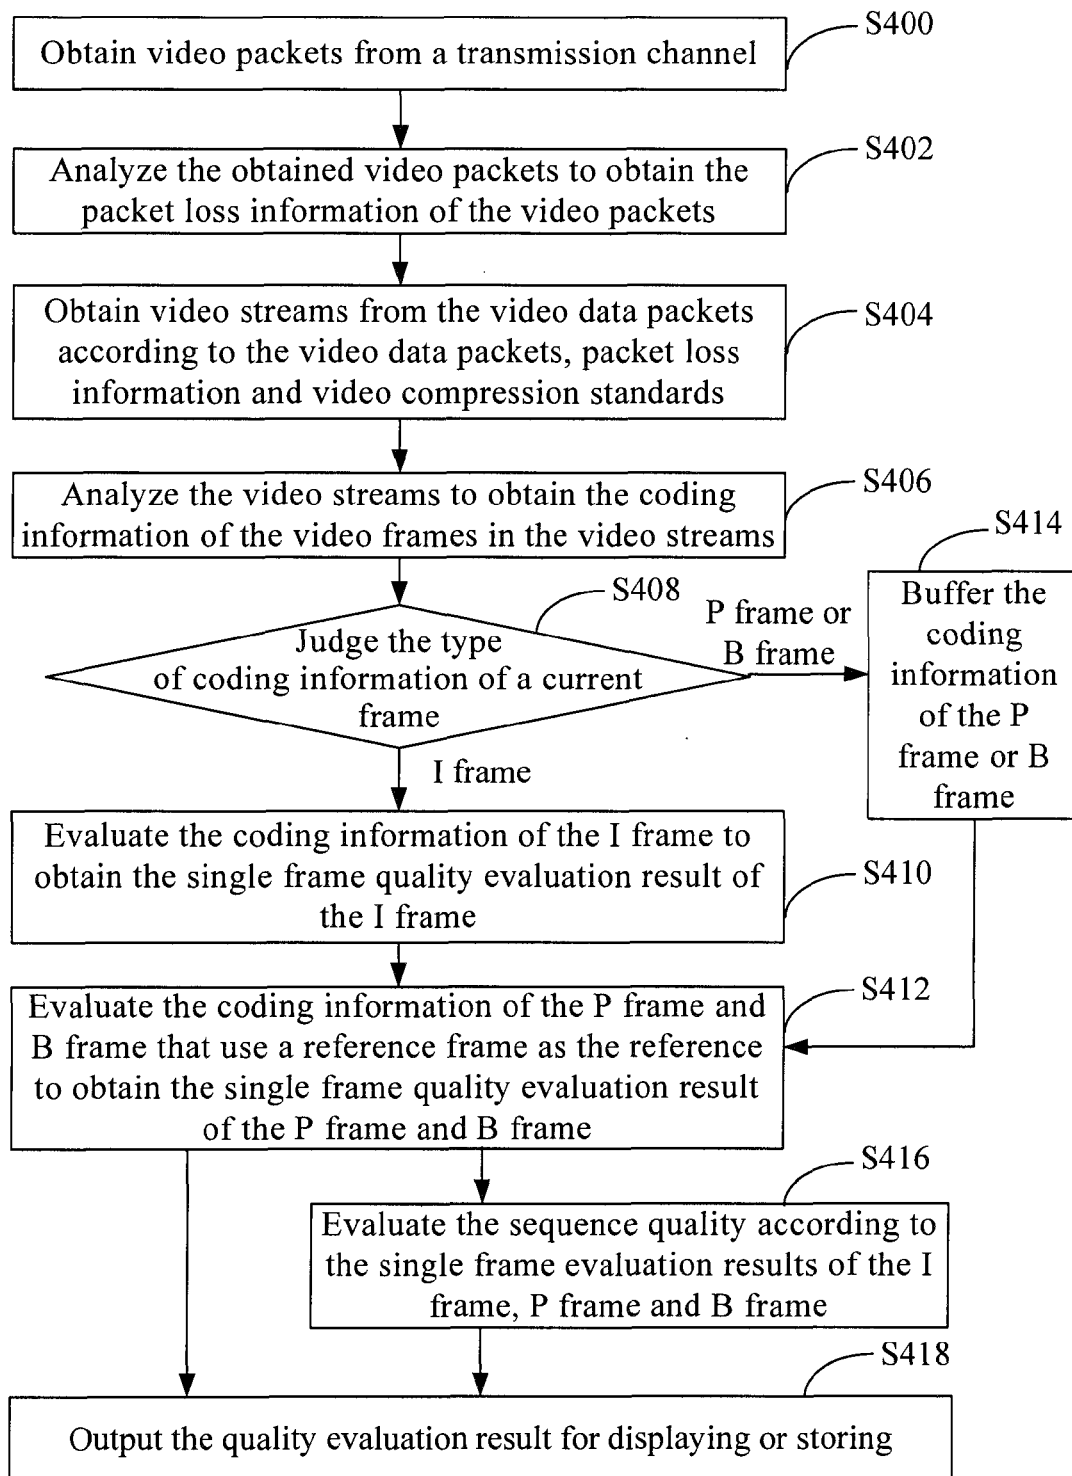 S400
Obtain video packets from a transmission channel
S402
Analyze the obtained video packets to obtain the
packet loss information of the video packets
S404
Obtain video streams from the video data packets
according to the video data packets, packet loss
information and video compression standards
S406
Analyze the video streams to obtain the coding
information of the video frames in the video streams
S414
S408
Judge the type
of coding information of a current
frame
P frame or
B frame
Buffer the
coding
information
of the P
frame or B
frame
I frame
Evaluate the coding information of the I frame to
obtain the single frame quality evaluation result of
the I frame
S410
Evaluate the coding information of the P frame and
B frame that use a reference frame as the reference
to obtain the single frame quality evaluation result
of the P frame and B frame
S412
S416
Evaluate the sequence quality according to
the single frame evaluation results of the I
frame, P frame and B frame
S418
Output the quality evaluation result for displaying or storing